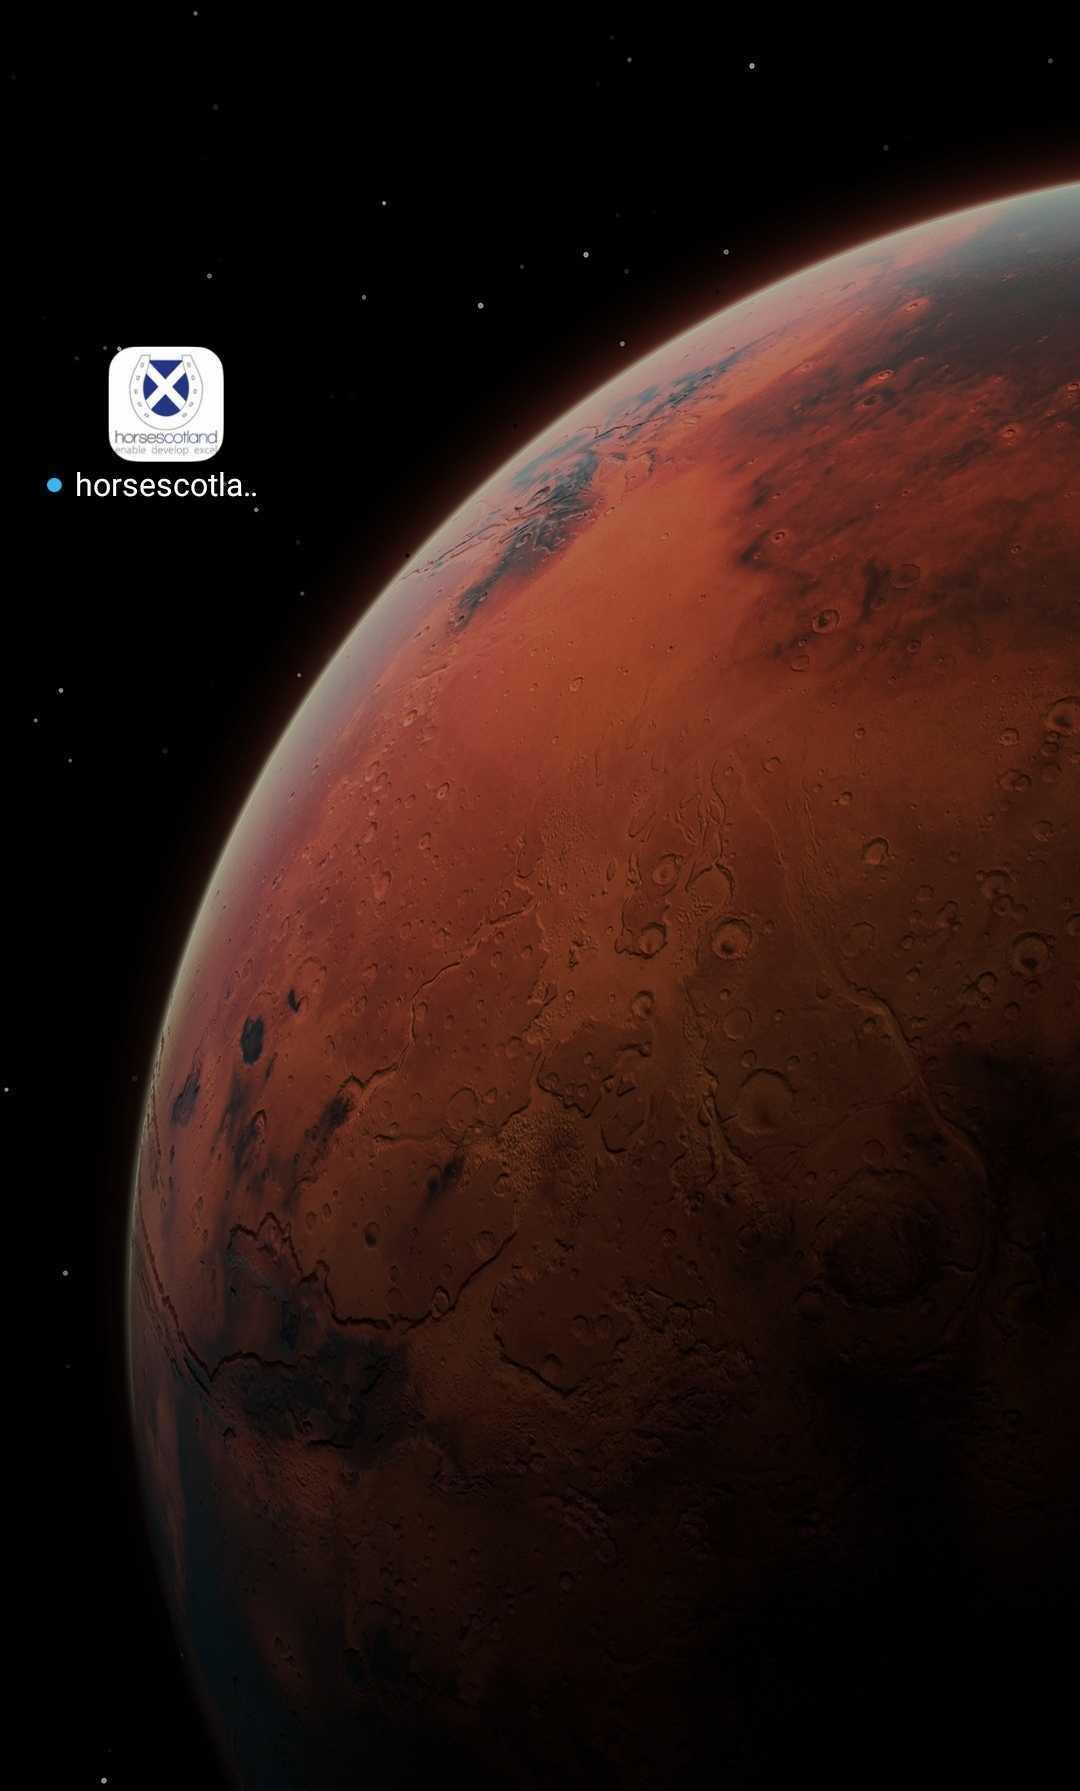 horsescotland
enable develop excel
horsescotla..